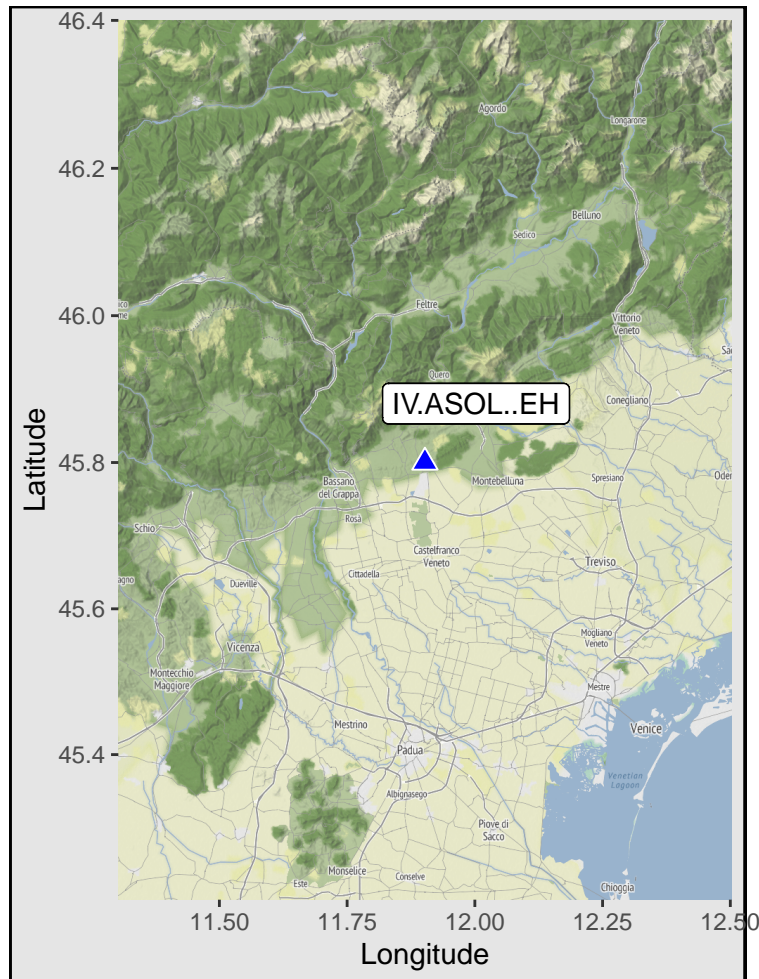 46.4
Agordo
Longarone
46.2
Belluno
Sedico
46.0
Feltre
Vittorio
Veneto
Quero
IV.ASOL..EH
Conegliano
Latitude
45.8
Bassano
del Grappa
Montebelluna
Spresiano
Rosà
Schio
Castelfranco
Veneto
Treviso
Cittadella
Dueville
45.6
Mogliano
Veneto
Vicenza
Montecchio
Maggiore
Mestre
Mestrino
Venice
45.4
Padua
Venetian
Lagoon
Albignasego
Piove di
Sacco
Monselice
Conselve
Este
Chioggia
11.50 11.75 12.00 12.25 12.50
Longitude